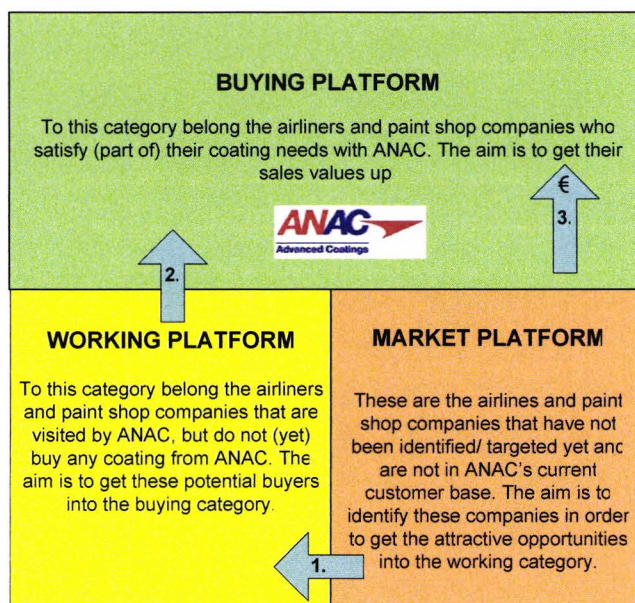 BUYING PLATFORM
To this category belong the airliners and paint shop companies who
satisfy (part of) their coating needs with ANAC. The aim is to get their
sales values up
€
3.
ANAC
Advanced Coatings
2.
WORKING PLATFORM
To this category belong the airliners
and paint shop companies that are
visited by ANAC, but do not (yet)
buy any coating from ANAC. The
aim is to get these potential buyers
into the buying category.
MARKET PLATFORM
These are the airlines and paint
shop companies that have not
been identified/ targeted yet and
are not in ANAC's current
customer base. The aim is to
identify these companies in order
to get the attractive opportunities
into the working category.
1.